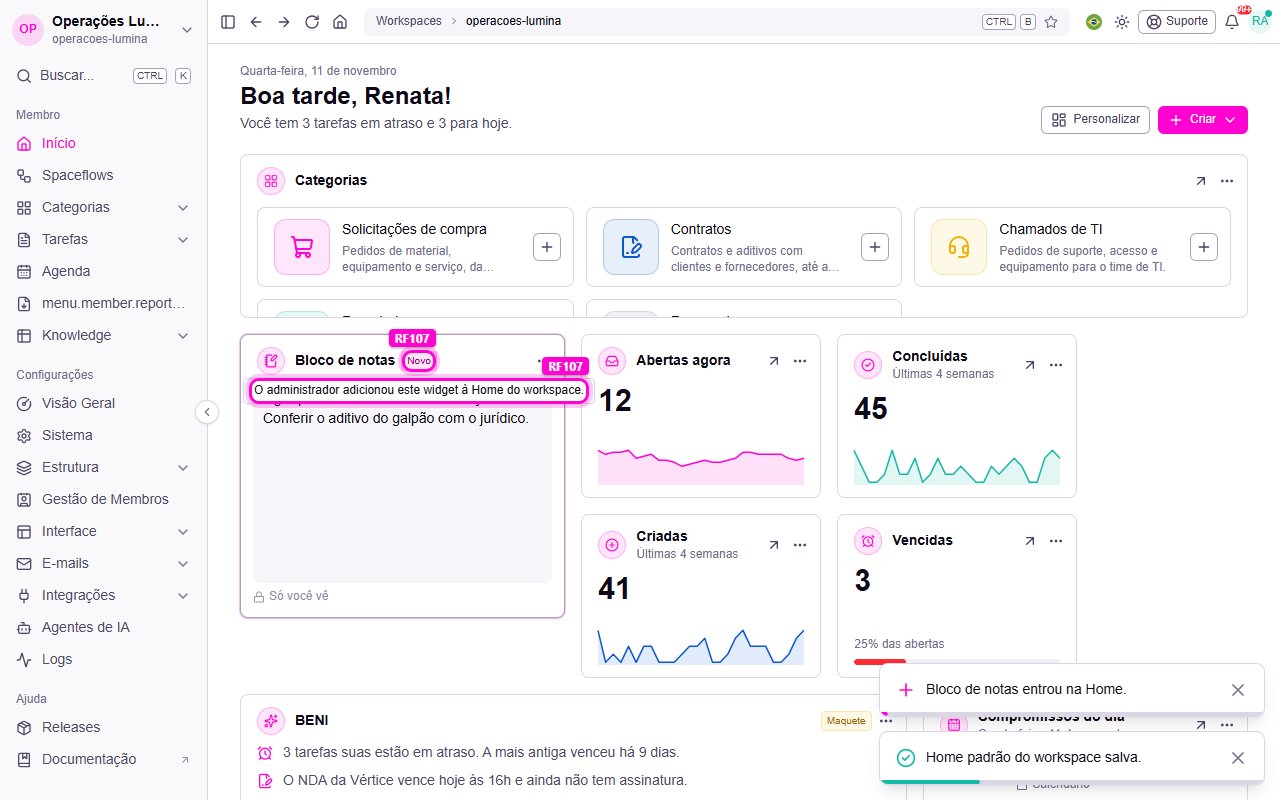 OP
Operações Lu...
operacoes-lumina
Buscar...
CTRL
K
Membro
Início
Spaceflows
Categorias
Tarefas
Agenda
menu.member.report...
Knowledge
Configurações
Visão Geral
Sistema
Estrutura
Gestão de Membros
Interface
E-mails
Integrações
Agentes de IA
Logs
Ajuda
Releases
Documentação
Workspaces
operacoes-lumina
CTRL
B
Suporte
99+
RA
Quarta-feira, 11 de novembro
Boa tarde, Renata!
Você tem 3 tarefas em atraso e 3 para hoje.
Personalizar
Criar
Categorias
Solicitações de compra
Pedidos de material,
equipamento e serviço, da...
Contratos
Contratos e aditivos com
clientes e fornecedores, até a...
Chamados de TI
Pedidos de suporte, acesso e
equipamento para o time de TI.
RF107
Bloco de notas
Novo
RF107
O administrador adicionou este widget à Home do workspace.
Conferir o aditivo do galpão com o jurídico.
Só você vê
Abertas agora
12
Concluídas
Últimas 4 semanas
45
Criadas
Últimas 4 semanas
41
Vencidas
3
25% das abertas
BENI
Maquete
3 tarefas suas estão em atraso. A mais antiga venceu há 9 dias.
O NDA da Vértice vence hoje às 16h e ainda não tem assinatura.
Compromissos do dia
Bloco de notas entrou na Home.
Home padrão do workspace salva.
Calendário